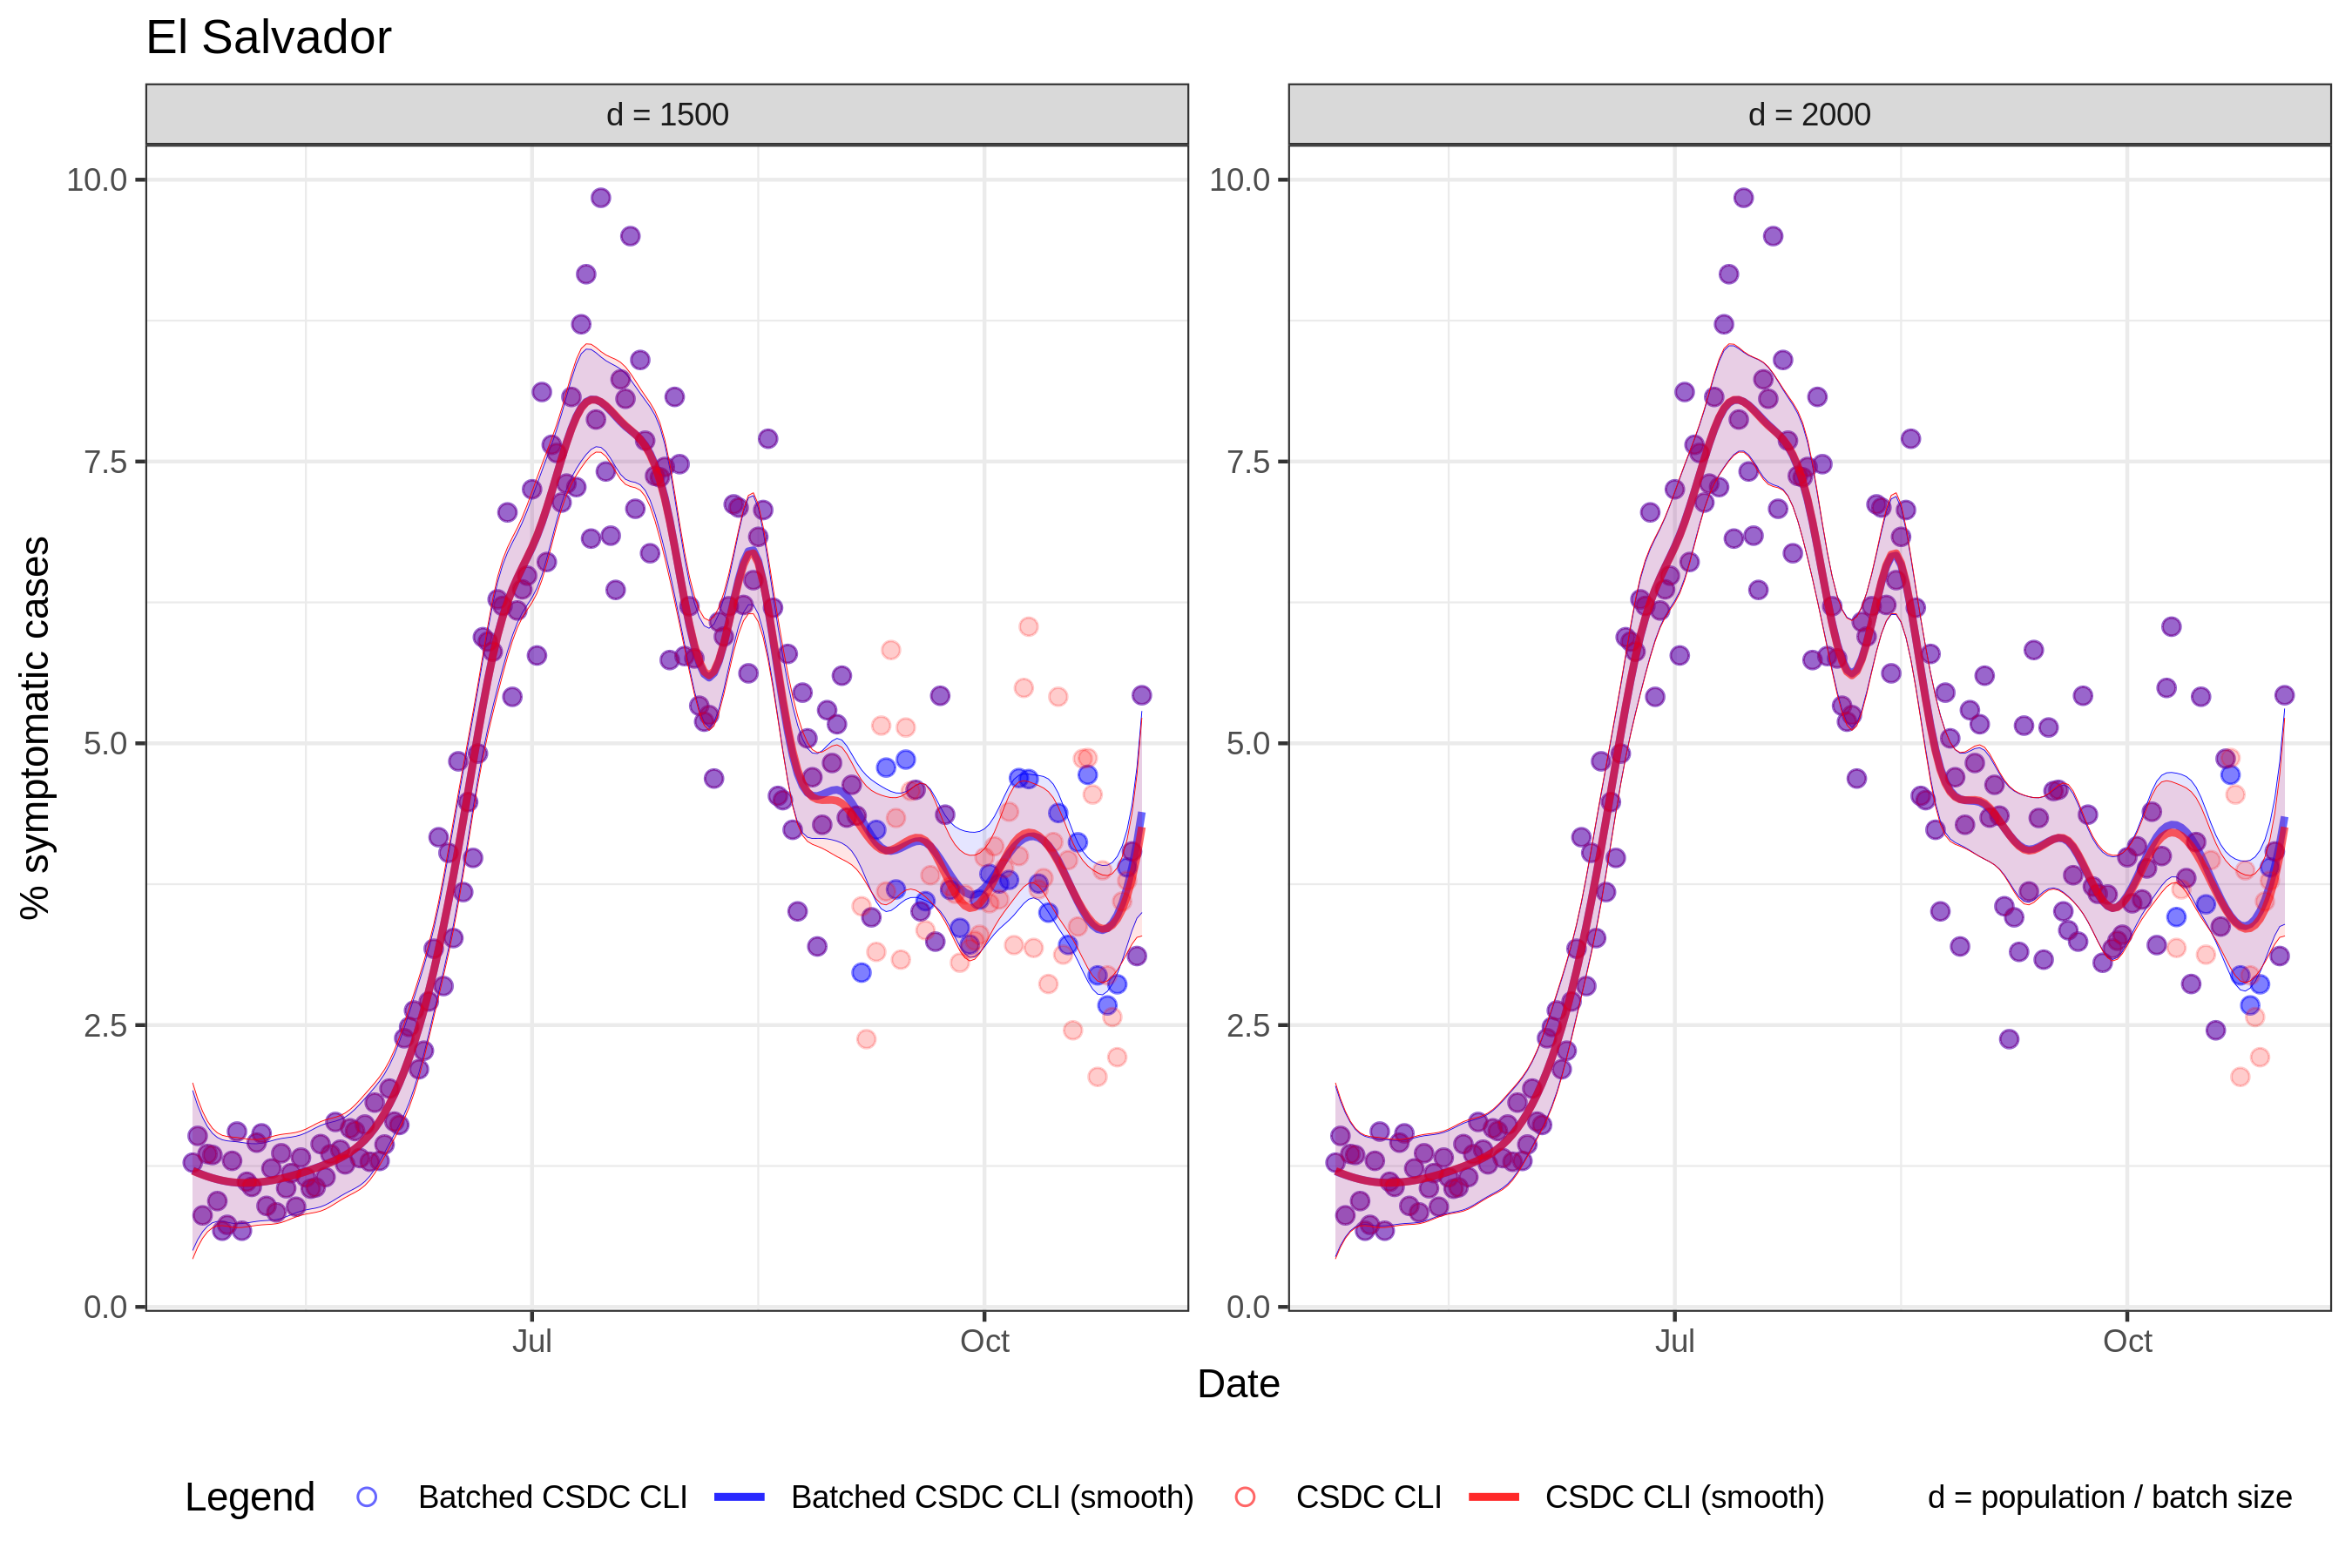 El Salvador
d = 1500
d = 2000
% symptomatic cases
10.0
7.5
5.0
2.5
0.0
10.0
7.5
5.0
2.5
0.0
Jul
Oct
Jul
Oct
Date
Legend
Batched CSDC CLI
Batched CSDC CLI (smooth)
CSDC CLI
CSDC CLI (smooth)
d = population / batch size